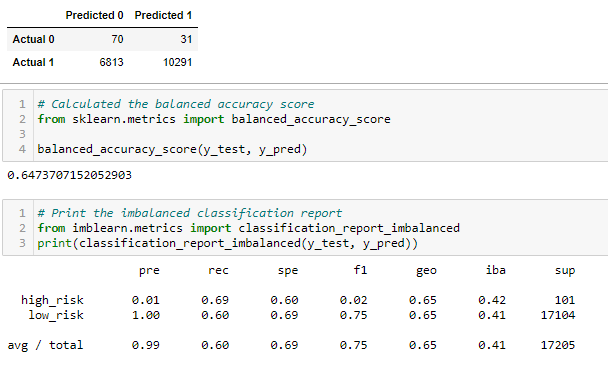 Predicted 0 Predicted 1
Actual 0 70 31
Actual 1 6813 10291
1 # Calculated the balanced accuracy score
2 from sklearn.metrics import balanced_accuracy_score
3
4 balanced_accuracy_score(y_test, y_pred)
0.6473707152052903
1 # Print the imbalanced classification report
2 from imblearn.metrics import classification_report_imbalanced
3 print(classification_report_imbalanced(y_test, y_pred))
pre rec spe f1 geo iba sup
high_risk 0.01 0.69 0.60 0.02 0.65 0.42 101
low_risk 1.00 0.60 0.69 0.75 0.65 0.41 17104
avg / total 0.99 0.60 0.69 0.75 0.65 0.41 17205